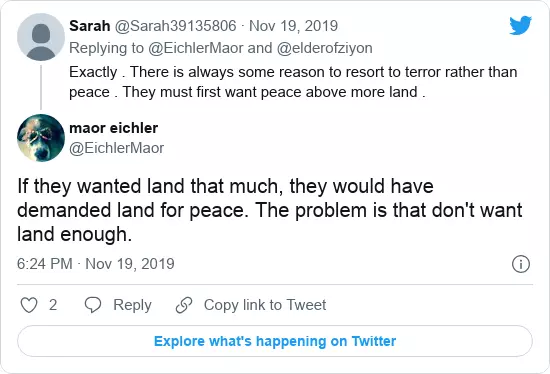 Sarah @Sarah39135806 · Nov 19, 2019
Replying to @EichlerMaor and @elderofziyon
Exactly . There is always some reason to resort to terror rather than
peace . They must first want peace above more land .
maor eichler
@EichlerMaor
If they wanted land that much, they would have
demanded land for peace. The problem is that don't want
land enough.
6:24 PM · Nov 19, 2019
2 Reply Copy link to Tweet
Explore what's happening on Twitter